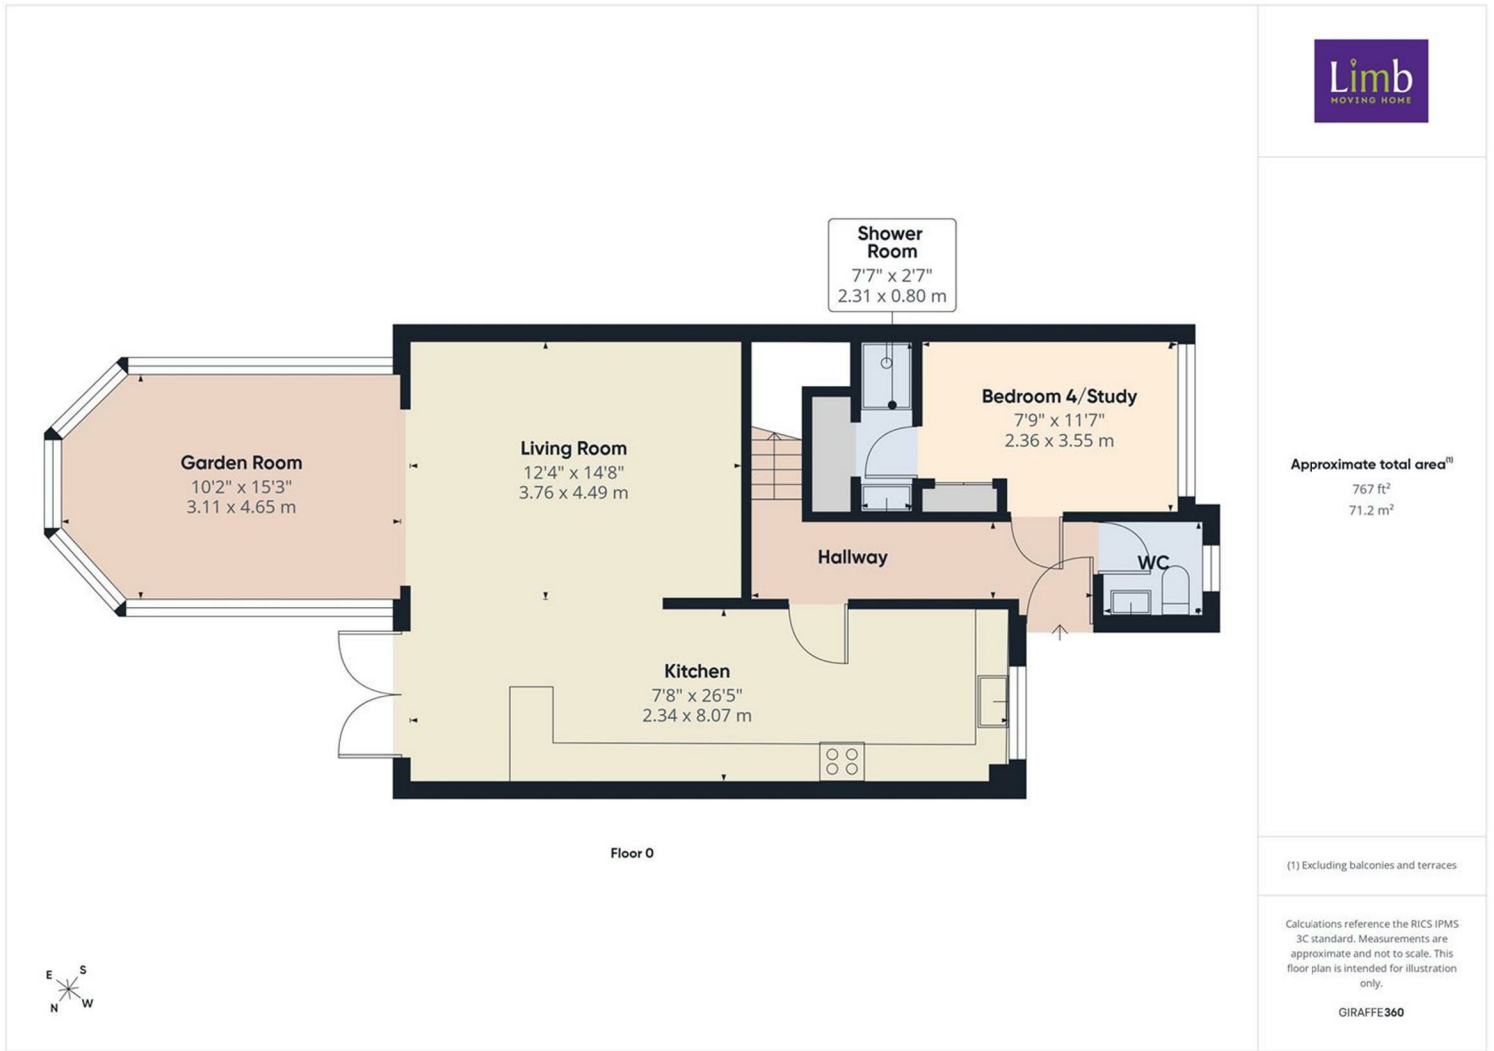 Limb
MOVING HOME
Shower
Room
7'7" x 2'7"
2.31 x 0.80 m
Bedroom 4/Study
7'9" x 11'7"
2.36 x 3.55 m
Living Room
12'4" x 14'8"
3.76 x 4.49 m
Garden Room
10'2" x 15'3"
3.11 x 4.65 m
Hallway
WC
Kitchen
7'8" x 26'5"
2.34 x 8.07 m
Floor 0
E S
N W
Approximate total area(1)
767 ft²
71.2 m²
(1) Excluding balconies and terraces
Calculations reference the RICS IPMS
3C standard. Measurements are
approximate and not to scale. This
floor plan is intended for illustration
only.
GIRAFFE360